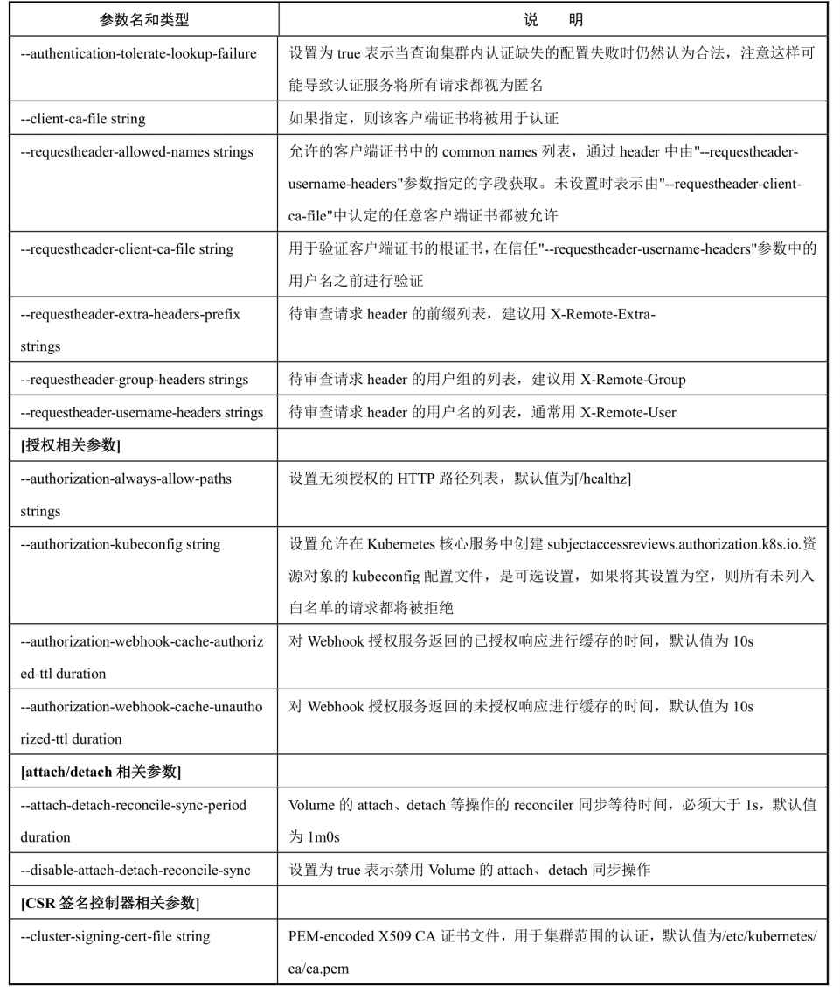 参数名和类型 说 明
--authentication-tolerate-lookup-failure 设置为 true 表示当查询集群内认证缺失的配置失败时仍然认为合法，注意这样可
能导致认证服务将所有请求都视为匿名
--client-ca-file string 如果指定，则该客户端证书将被用于认证
--requestheader-allowed-names strings 允许的客户端证书中的 common names 列表，通过 header 中由"--requestheader-
username-headers"参数指定的字段获取。未设置时表示由"--requestheader-client-
ca-file"中认定的任意客户端证书都被允许
--requestheader-client-ca-file string 用于验证客户端证书的根证书，在信任"--requestheader-username-headers"参数中的
用户名之前进行验证
--requestheader-extra-headers-prefix 待审查请求 header 的前缀列表，建议用 X-Remote-Extra-
strings
--requestheader-group-headers strings 待审查请求 header 的用户组的列表，建议用 X-Remote-Group
--requestheader-username-headers strings 待审查请求 header 的用户名的列表，通常用 X-Remote-User
[授权相关参数]
--authorization-always-allow-paths 设置无须授权的 HTTP 路径列表，默认值为[/healthz]
strings
--authorization-kubeconfig string 设置允许在 Kubernetes 核心服务中创建 subjectaccessreviews.authorization.k8s.io.资
源对象的 kubeconfig 配置文件，是可选设置，如果将其设置为空，则所有未列入
白名单的请求都将被拒绝
--authorization-webhook-cache-authoriz 对 Webhook 授权服务返回的已授权响应进行缓存的时间，默认值为 10s
ed-ttl duration
--authorization-webhook-cache-unautho 对 Webhook 授权服务返回的未授权响应进行缓存的时间，默认值为 10s
rized-ttl duration
[attach/detach 相关参数]
--attach-detach-reconcile-sync-period Volume 的 attach、detach 等操作的 reconciler 同步等待时间，必须大于 1s，默认值
duration 为 1m0s
--disable-attach-detach-reconcile-sync 设置为 true 表示禁用 Volume 的 attach、detach 同步操作
[CSR 签名控制器相关参数]
--cluster-signing-cert-file string PEM-encoded X509 CA 证书文件，用于集群范围的认证，默认值为/etc/kubernetes/
ca/ca.pem